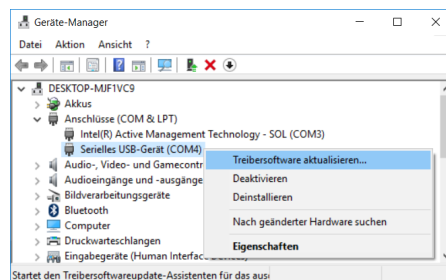 Geräte-Manager
Datei Aktion Ansicht ?
DESKTOP-MJF1VC9
Akkus
Anschlüsse (COM & LPT)
Intel(R) Active Management Technology - SOL (COM3)
Serielles USB-Gerät (COM4)
Audio-, Video- und Gamecontr
Audioeingänge und -ausgänge
Bildverarbeitungsgeräte
Bluetooth
Computer
Druckwarteschlangen
Eingabegeräte (Human Interface
Treibersoftware aktualisieren...
Deaktivieren
Deinstallieren
Nach geänderter Hardware suchen
Eigenschaften
Startet den Treibersoftwareupdate-Assistenten für das aus